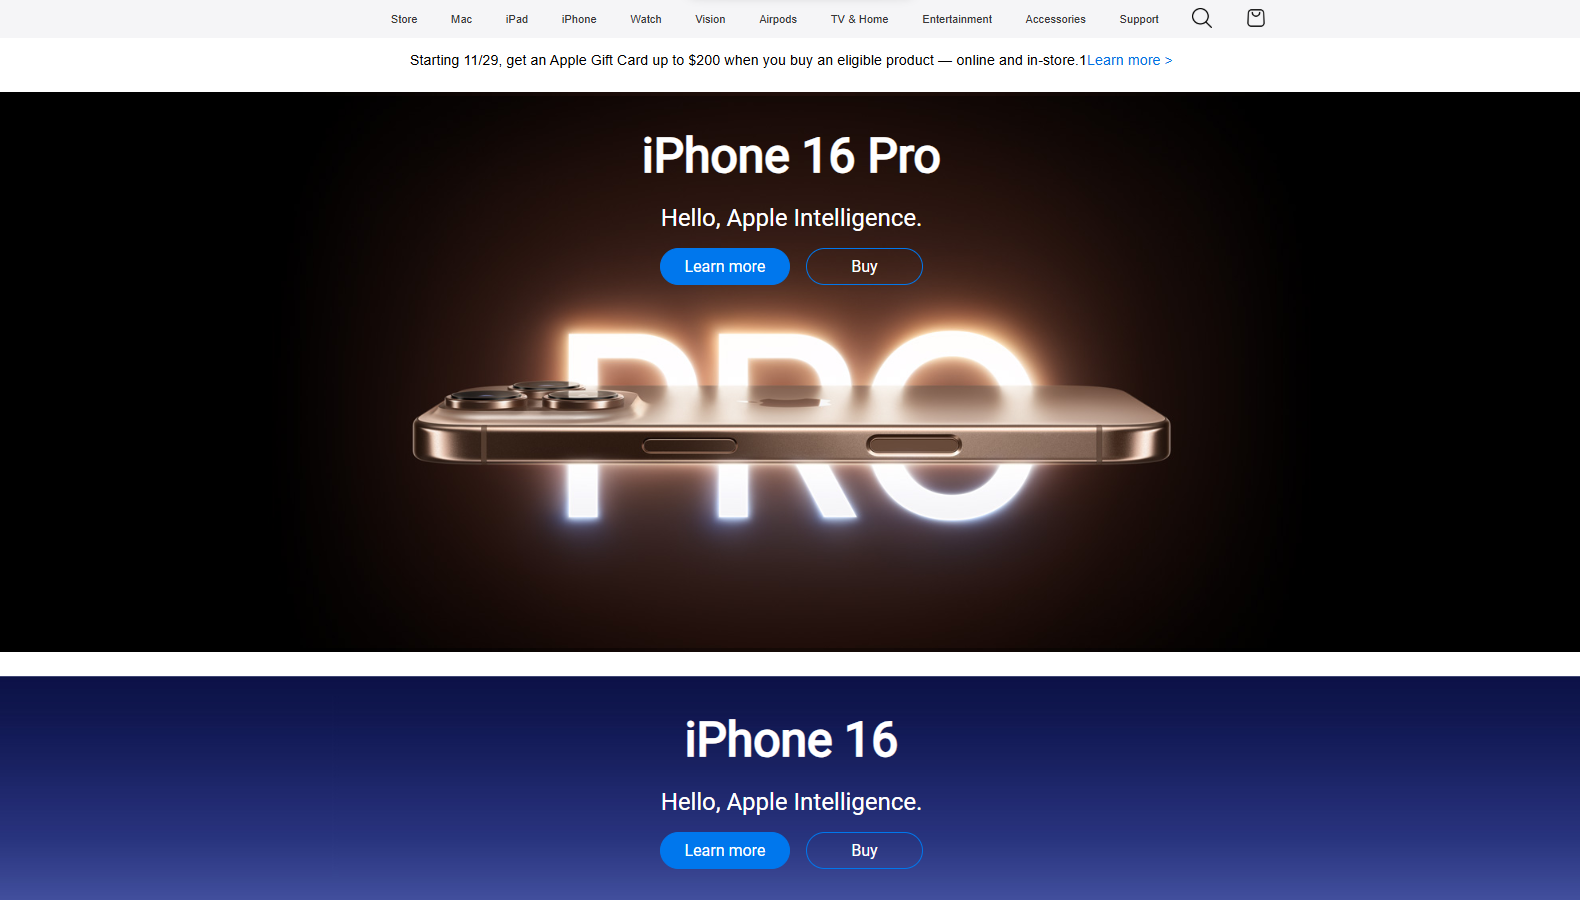 Store Mac iPad iPhone Watch Vision Airpods TV & Home Entertainment Accessories Support
Starting 11/29, get an Apple Gift Card up to $200 when you buy an eligible product — online and in-store.1Learn more >
iPhone 16 Pro
Hello, Apple Intelligence.
Learn more Buy
PRO
iPhone 16
Hello, Apple Intelligence.
Learn more Buy